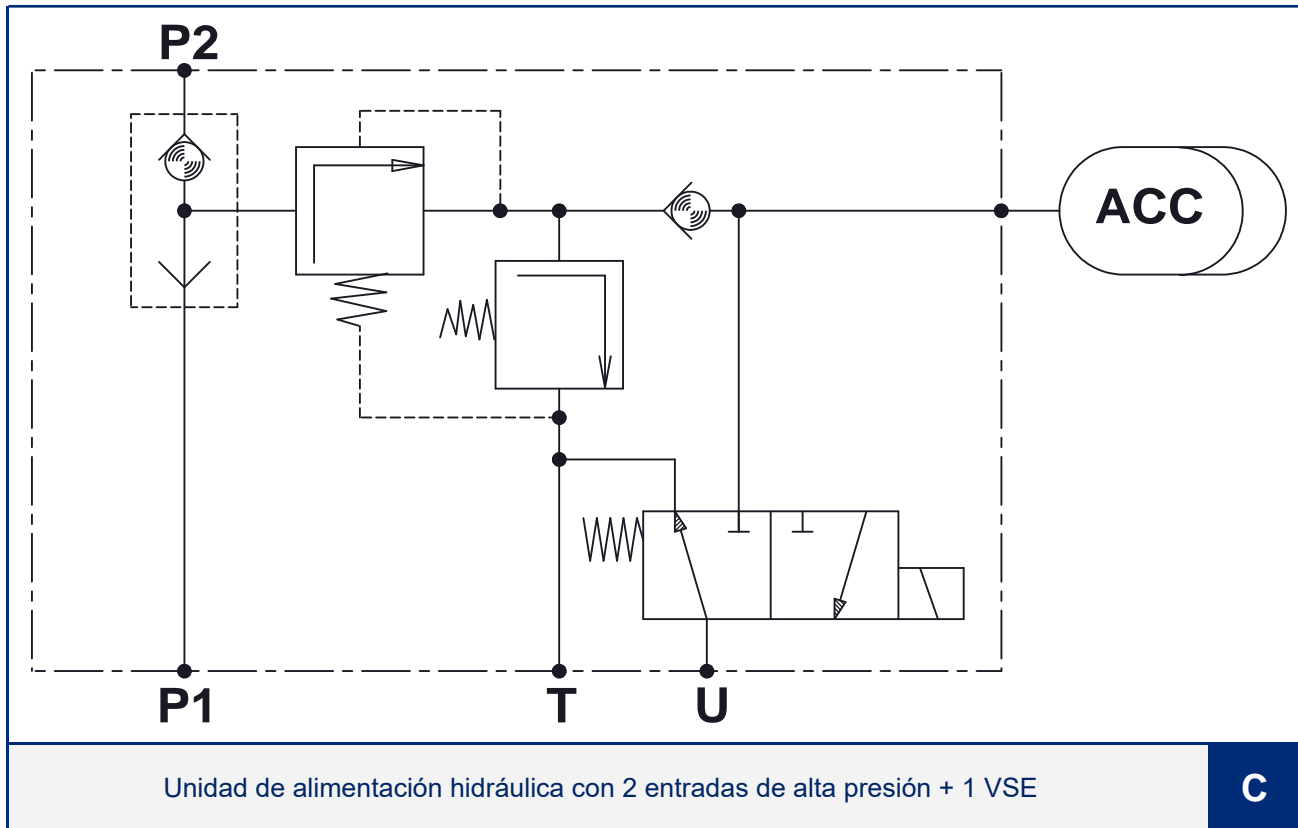 P2
ACC
P1
T
U
Unidad de alimentación hidráulica con 2 entradas de alta presión + 1 VSE
C